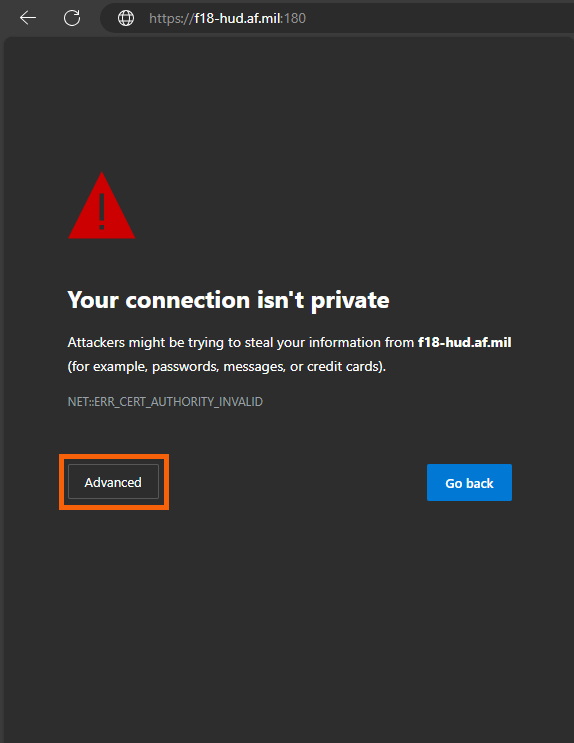 https://f18-hud.af.mil:180
Your connection isn't private
Attackers might be trying to steal your information from f18-hud.af.mil
(for example, passwords, messages, or credit cards).
NET::ERR_CERT_AUTHORITY_INVALID
Advanced
Go back